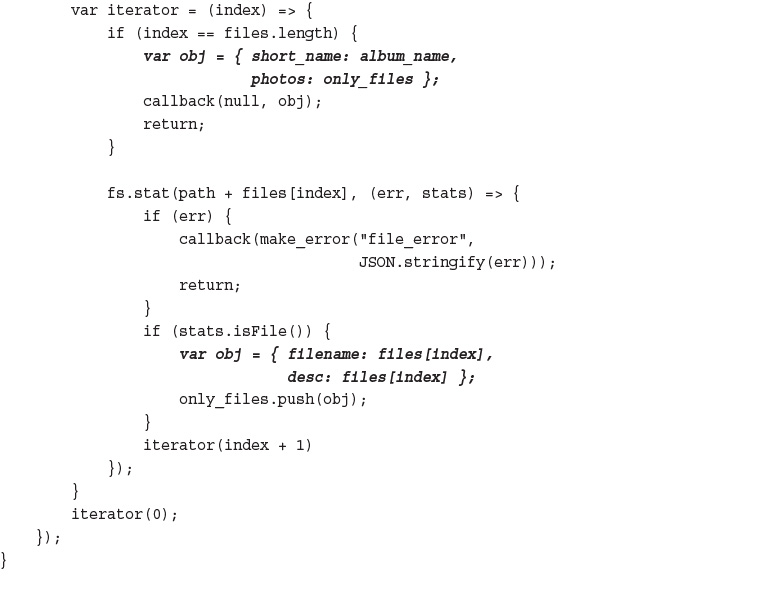 var iterator = (index) => {
            if (index == files.length) {
                var obj = { short_name: album_name,
                            photos: only_files };
                callback(null, obj);
                return;
            }

            fs.stat(path + files[index], (err, stats) => {
                if (err) {
                    callback(make_error("file_error",
                                        JSON.stringify(err)));
                    return;
                }
                if (stats.isFile()) {
                    var obj = { filename: files[index],
                                desc: files[index] };
                    only_files.push(obj);
                }
                iterator(index + 1)
            });
        }
        iterator(0);
    });
}